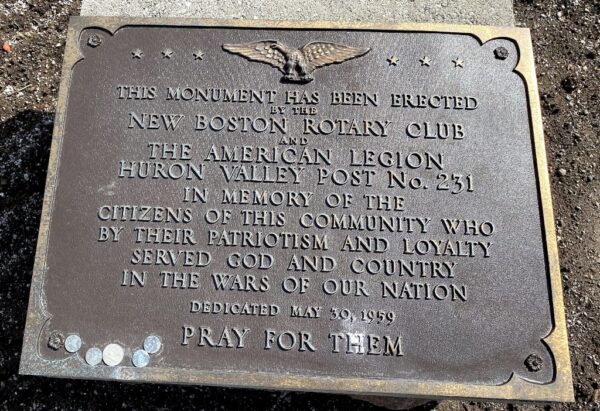 THIS MONUMENT HAS BEEN ERECTED
BY THE
NEW BOSTON ROTARY CLUB
AND
THE AMERICAN LEGION
HURON VALLEY POST No. 231
IN MEMORY OF THE
CITIZENS OF THIS COMMUNITY WHO
BY THEIR PATRIOTISM AND LOYALTY
SERVED GOD AND COUNTRY
IN THE WARS OF OUR NATION
DEDICATED MAY 30, 1959
PRAY FOR THEM